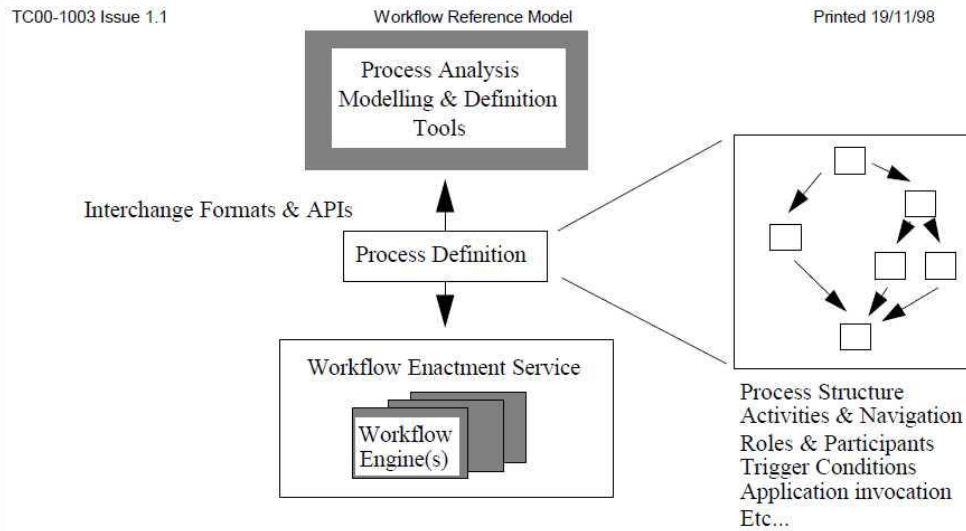 TC00-1003 Issue 1.1 Workflow Reference Model Printed 19/11/98
Process Analysis
Modelling & Definition
Tools
Interchange Formats & APIs
Process Definition
Workflow Enactment Service
Workflow
Engine(s)
Process Structure
Activities & Navigation
Roles & Participants
Trigger Conditions
Application invocation
Etc...